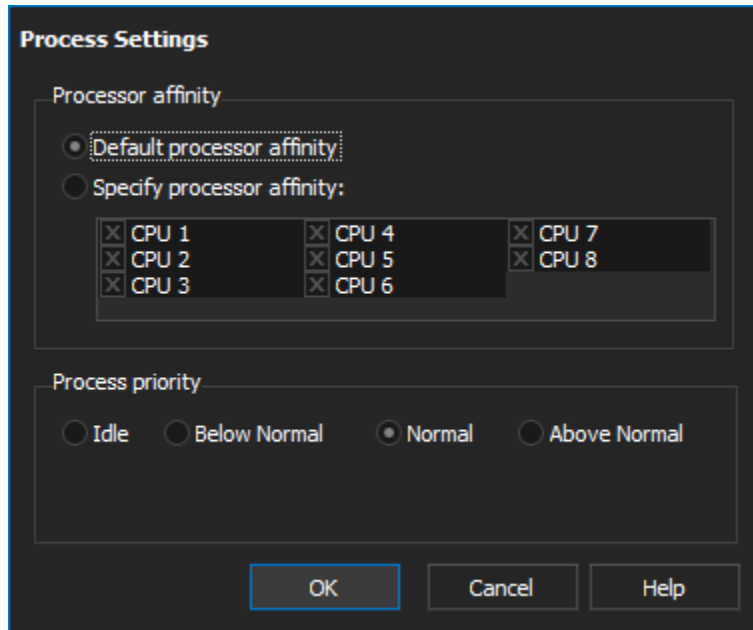 Process Settings
Processor affinity
Default processor affinity
Specify processor affinity:
CPU 1 CPU 4 CPU 7
CPU 2 CPU 5 CPU 8
CPU 3 CPU 6
Process priority
Idle Below Normal Normal Above Normal
OK Cancel Help